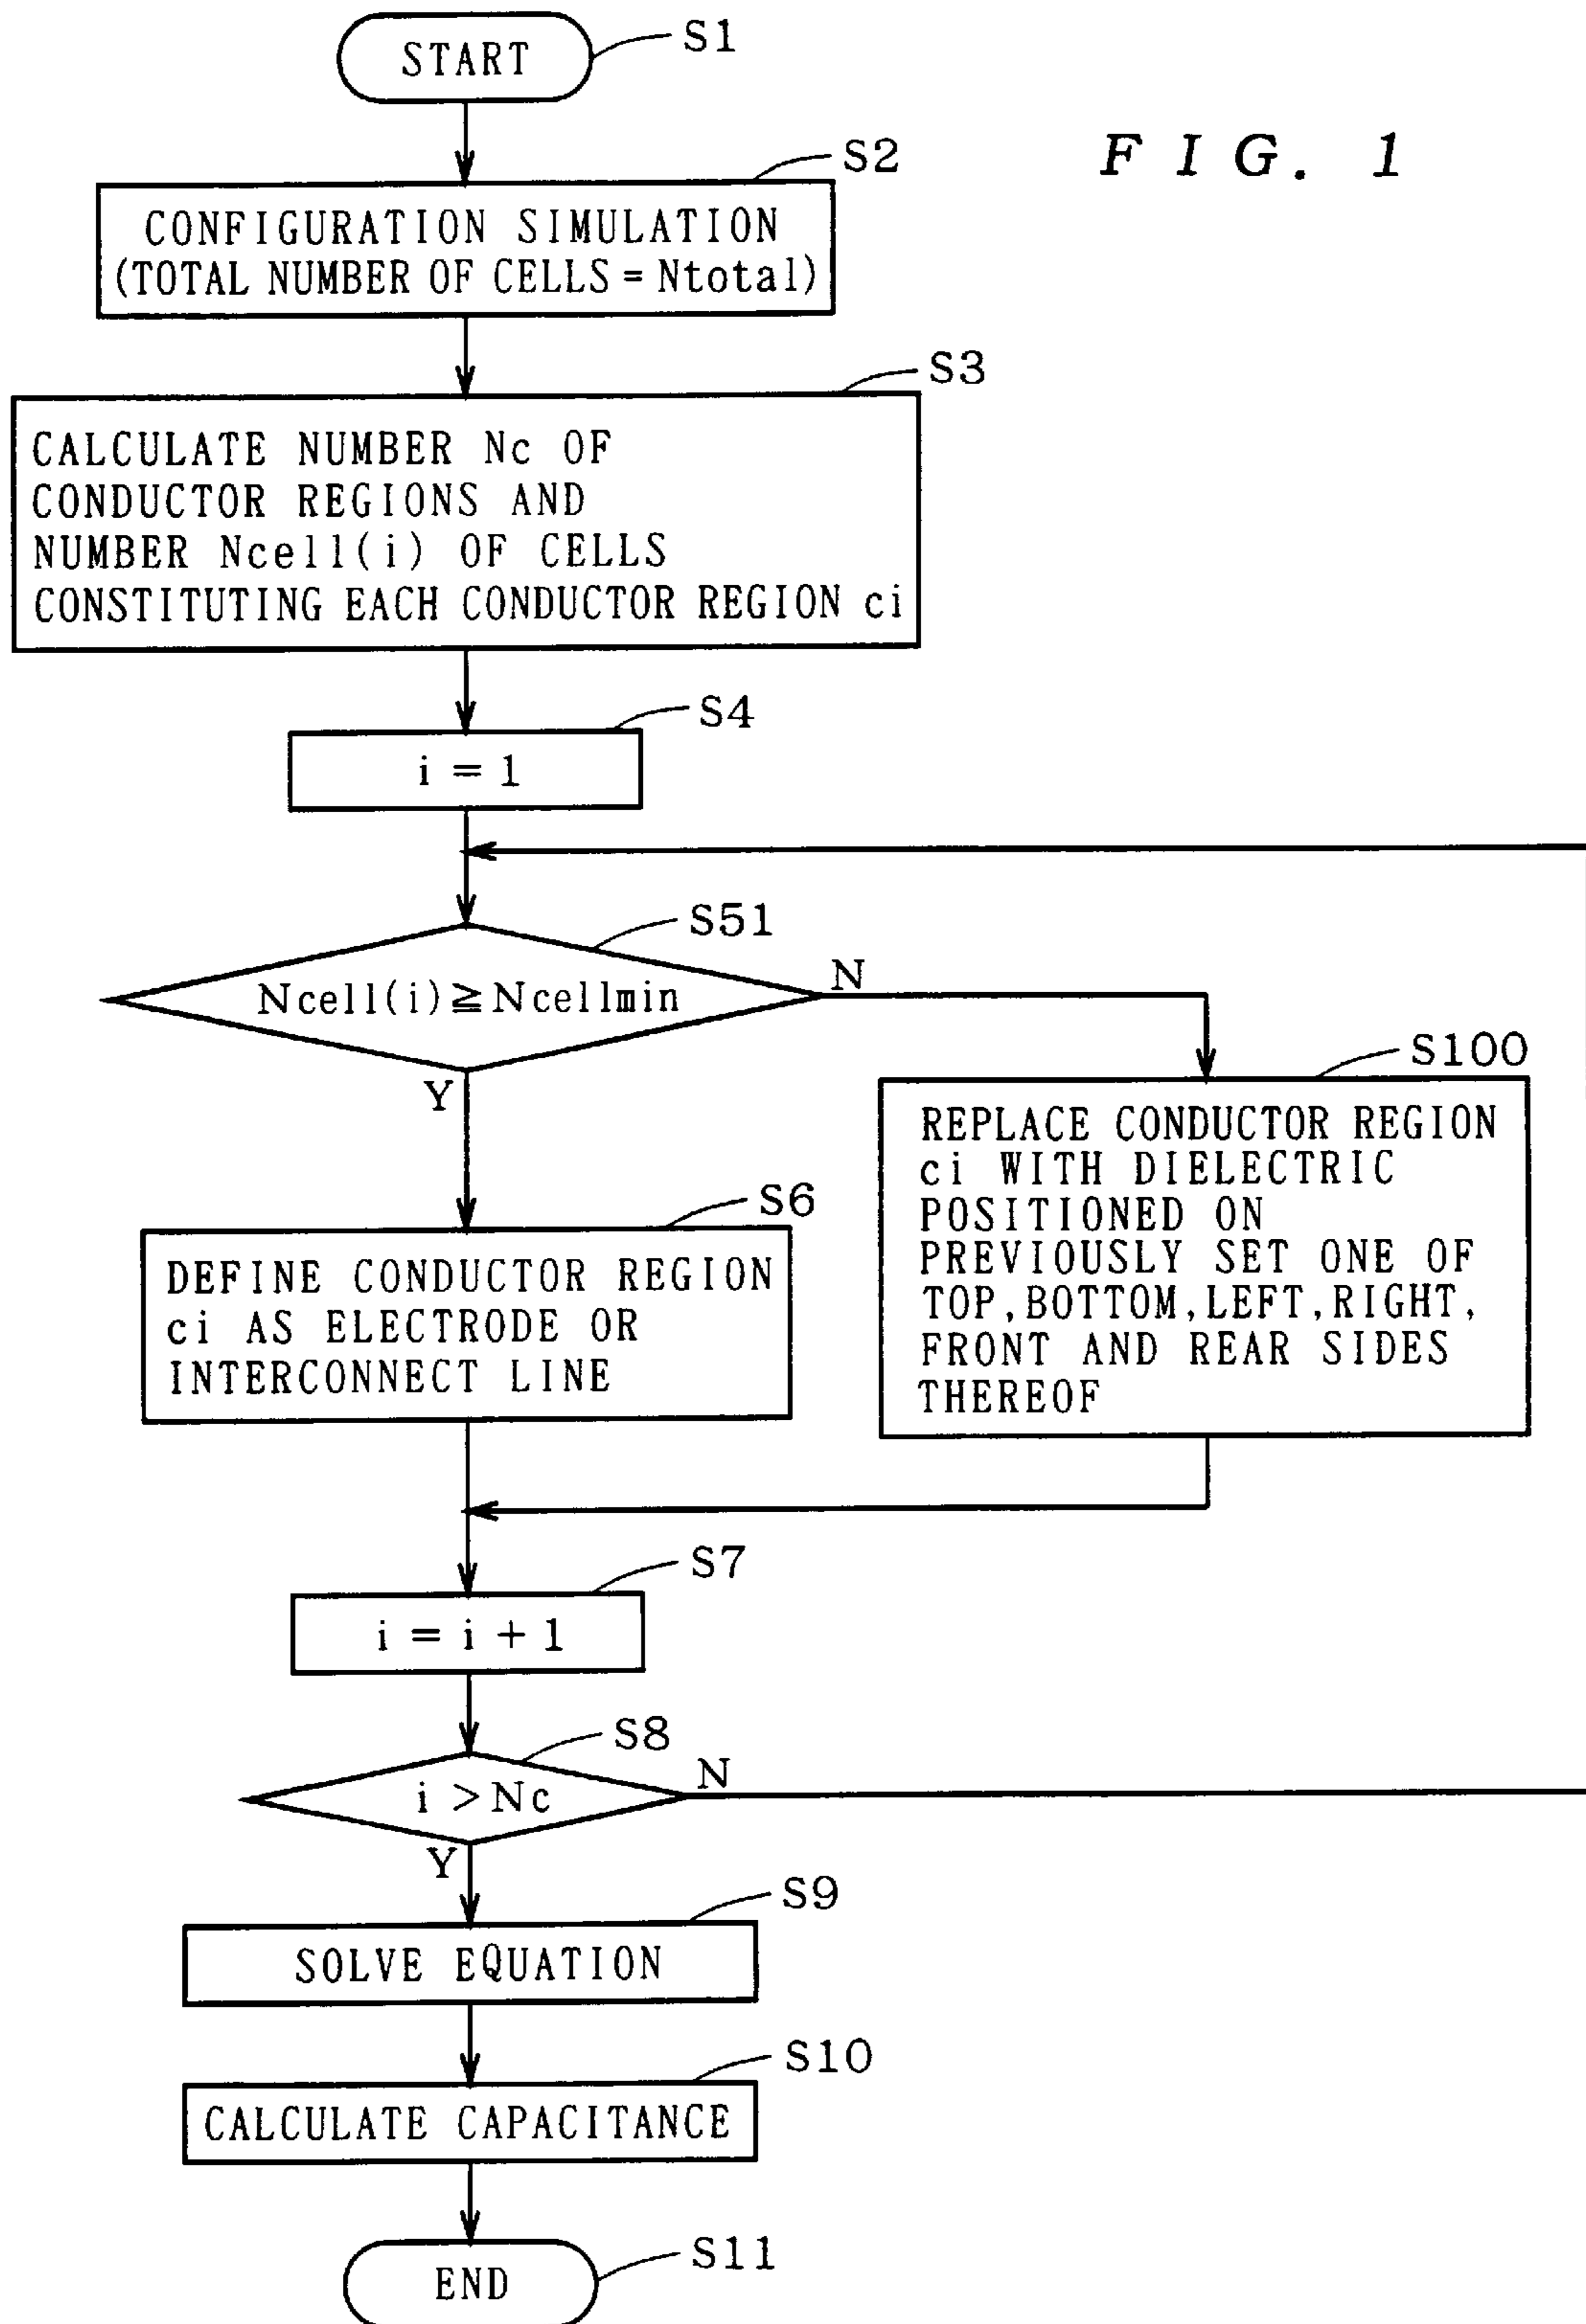 START
S1
F I G. 1
S2
CONFIGURATION SIMULATION
(TOTAL NUMBER OF CELLS = Ntotal)
S3
CALCULATE NUMBER Nc OF
CONDUCTOR REGIONS AND
NUMBER Ncell(i) OF CELLS
CONSTITUTING EACH CONDUCTOR REGION ci
S4
i = 1
S51
Ncell(i)≧Ncellmin
N
Y
S100
REPLACE CONDUCTOR REGION
ci WITH DIELECTRIC
POSITIONED ON
PREVIOUSLY SET ONE OF
TOP,BOTTOM,LEFT,RIGHT,
FRONT AND REAR SIDES
THEREOF
S6
DEFINE CONDUCTOR REGION
ci AS ELECTRODE OR
INTERCONNECT LINE
S7
i = i + 1
S8
i > Nc
N
Y
S9
SOLVE EQUATION
S10
CALCULATE CAPACITANCE
S11
END